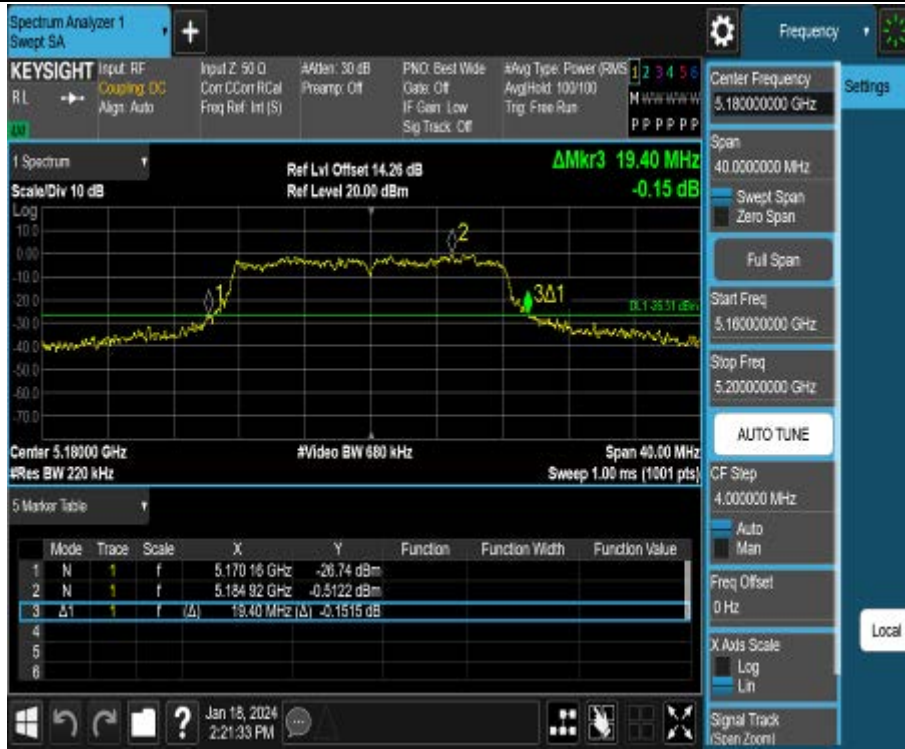 Spectrum Analyzer 1
Swept SA
+
Frequency
KEYSIGHT
RL
Input: RF
Coupling: DC
Align: Auto
Input Z: 50 Ω
Corr CCorr RCal
Freq Ref: Int (S)
#Atten: 30 dB
Preamp: Off
PNO: Best Wide
Gate: Off
IF Gain: Low
Sig Track: Off
#Avg Type: Power (RMS
Avg|Hold: 100/100
Trig: Free Run
1 2 3 4 5 6
M W W W W W
P P P P P P
1 Spectrum
Scale/Div 10 dB
Ref Lvl Offset 14.26 dB
Ref Level 20.00 dBm
ΔMkr3 19.40 MHz
-0.15 dB
Log
10.0
0.00
-10.0
-20.0
-30.0
-40.0
-50.0
-60.0
-70.0
1
2
3Δ1
Center 5.18000 GHz
#Res BW 220 kHz
#Video BW 680 kHz
Span 40.00 MHz
Sweep 1.00 ms (1001 pts)
5 Marker Table
Mode Trace Scale X Y Function Function Width Function Value
1 N 1 f 5.170 16 GHz -26.74 dBm
2 N 1 f 5.184 92 GHz -0.5122 dBm
3 Δ1 1 f (Δ) 19.40 MHz (Δ) -0.1515 dB
4
5
6
Jan 18, 2024
2:21:33 PM
Center Frequency
5.180000000 GHz
Span
40.0000000 MHz
Swept Span
Zero Span
Full Span
Start Freq
5.160000000 GHz
Stop Freq
5.200000000 GHz
AUTO TUNE
CF Step
4.000000 MHz
Auto
Man
Freq Offset
0 Hz
X Axis Scale
Log
Lin
Signal Track
(Span Zoom)
Settings
Local